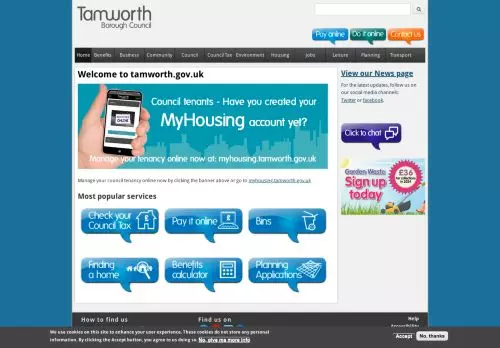 Tamworth
Borough Council
Pay online
Do it online
Contact us
Home Benefits Business Community Council Council Tax Environment Housing Jobs Leisure Planning Transport
Welcome to tamworth.gov.uk
Council tenants - Have you created your
MyHousing account yet?
Manage your tenancy online now at: myhousing.tamworth.gov.uk
Manage your council tenancy online now by clicking the banner above or go to myhousing.tamworth.gov.uk
Most popular services
Check your
Council Tax
Pay it online
Bins
Finding
a home
Benefits
calculator
Planning
Applications
View our News page
For the latest updates, follow us on
our social media channels:
Twitter or Facebook.
Click to chat
Garden Waste
Sign up
today
£36
How to find us
Find us on
Help
Accessibility
We use cookies on this site to enhance your user experience. These cookies do not store any personal
information. By clicking the Accept button, you agree to us doing so. No, give me more info
Accept
No, thanks